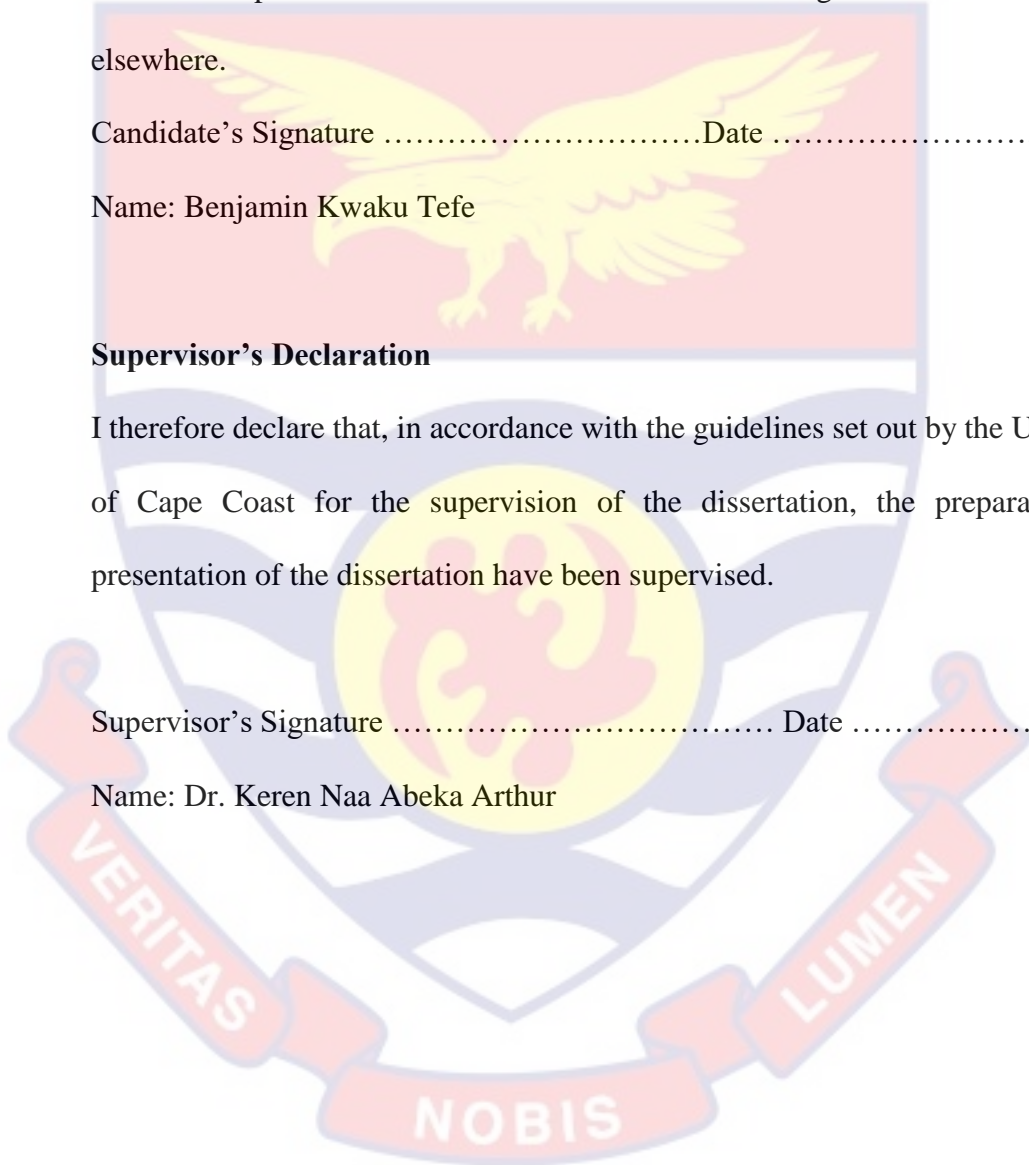 elsewhere.
Candidate's Signature …………………………Date ……………………
Name: Benjamin Kwaku Tefe
Supervisor's Declaration
I therefore declare that, in accordance with the guidelines set out by the U
of Cape Coast for the supervision of the dissertation, the prepara
presentation of the dissertation have been supervised.
Supervisor's Signature ……………………………… Date ………………
Name: Dr. Keren Naa Abeka Arthur
VERITAS
NOBIS
LUMEN